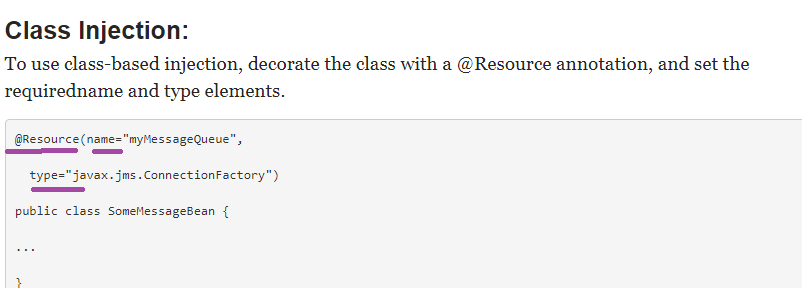 Class Injection:
To use class-based injection, decorate the class with a @Resource annotation, and set the
requiredname and type elements.
@Resource(name="myMessageQueue",
type="javax.jms.ConnectionFactory")
public class SomeMessageBean {
...
}